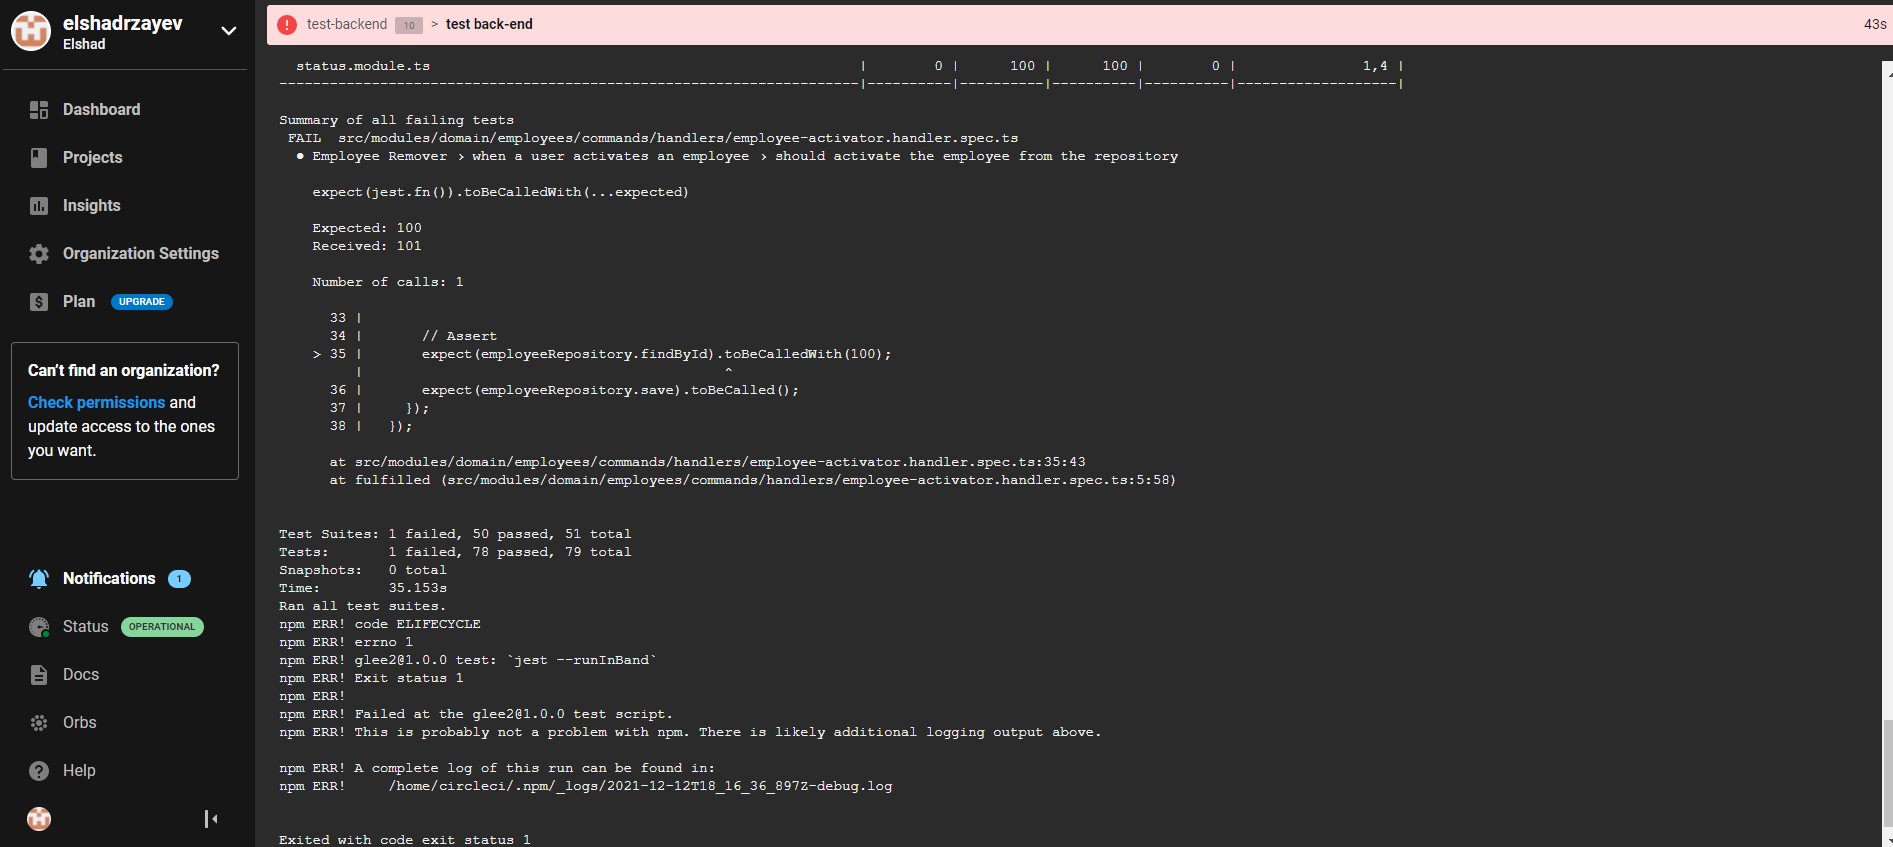 elshadrzayev
Elshad
Dashboard
Projects
Insights
Organization Settings
Plan UPGRADE
Can't find an organization?
Check permissions and
update access to the ones
you want.
Notifications 1
Status OPERATIONAL
Docs
Orbs
Help
test-backend 10 > test back-end 43s
status.module.ts | 0 | 100 | 100 | 0 | 1,4 |
---------------------------------------------------------------------|----------|----------|----------|----------|-------------------|
Summary of all failing tests
FAIL src/modules/domain/employees/commands/handlers/employee-activator.handler.spec.ts
● Employee Remover › when a user activates an employee › should activate the employee from the repository
expect(jest.fn()).toBeCalledWith(...expected)
Expected: 100
Received: 101
Number of calls: 1
33 |
34 | // Assert
> 35 | expect(employeeRepository.findById).toBeCalledWith(100);
| ^
36 | expect(employeeRepository.save).toBeCalled();
37 | });
38 | });
at src/modules/domain/employees/commands/handlers/employee-activator.handler.spec.ts:35:43
at fulfilled (src/modules/domain/employees/commands/handlers/employee-activator.handler.spec.ts:5:58)
Test Suites: 1 failed, 50 passed, 51 total
Tests: 1 failed, 78 passed, 79 total
Snapshots: 0 total
Time: 35.153s
Ran all test suites.
npm ERR! code ELIFECYCLE
npm ERR! errno 1
npm ERR! glee2@1.0.0 test: `jest --runInBand`
npm ERR! Exit status 1
npm ERR!
npm ERR! Failed at the glee2@1.0.0 test script.
npm ERR! This is probably not a problem with npm. There is likely additional logging output above.
npm ERR! A complete log of this run can be found in:
npm ERR! /home/circleci/.npm/_logs/2021-12-12T18_16_36_897Z-debug.log
Exited with code exit status 1